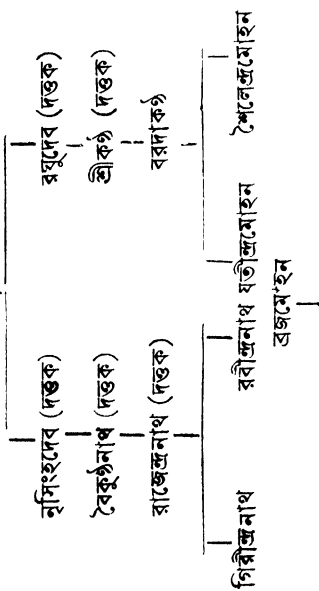 নৃসিংহদেব (দত্তক) রঘুদেব (দত্তক)
বৈকুণ্ঠনাথ (দত্তক) শ্রীকণ্ঠ (দত্তক)
রাজেন্দ্রনাথ (দত্তক) বরদাকণ্ঠ
গিরীন্দ্রনাথ রবীন্দ্রনাথ যতীন্দ্রমোহন শৈলেন্দ্রমোহন
ব্রজমোহন